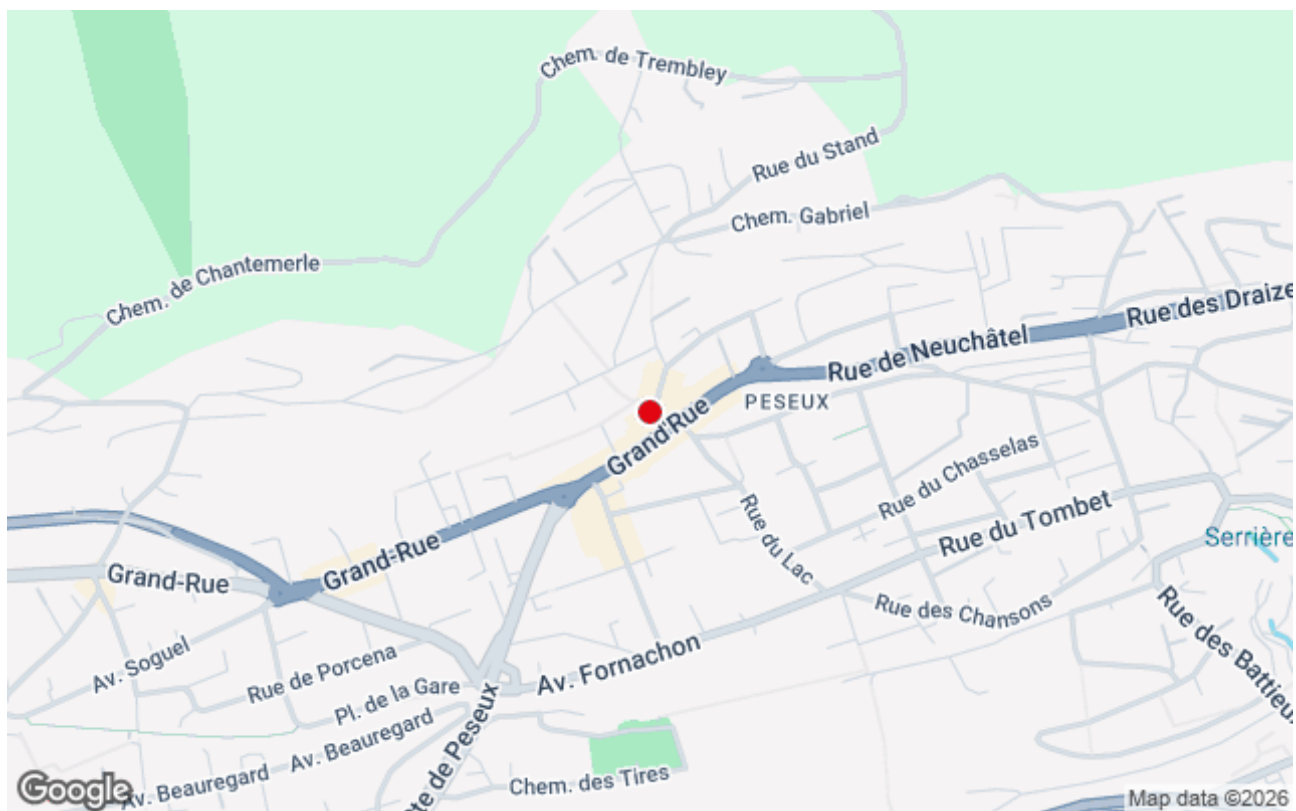 Chem. de Trembley
Rue du Stand
Chem. Gabriel
Chem. de Chantemerle
Rue des Draize
Rue de Neuchâtel
PESEUX
Grand'Rue
Rue du Chasselas
Rue du Tombet
Serrière
Rue du Lac
Grand-Rue
Grand-Rue
Rue des Chansons
Rue des Battieux
Av. Soguel
Rue de Porcena
Av. Fornachon
Pl. de la Gare
Av. Beauregard
Av. Beauregard
te de Peseux
Chem. des Tires
Google
Map data ©2026